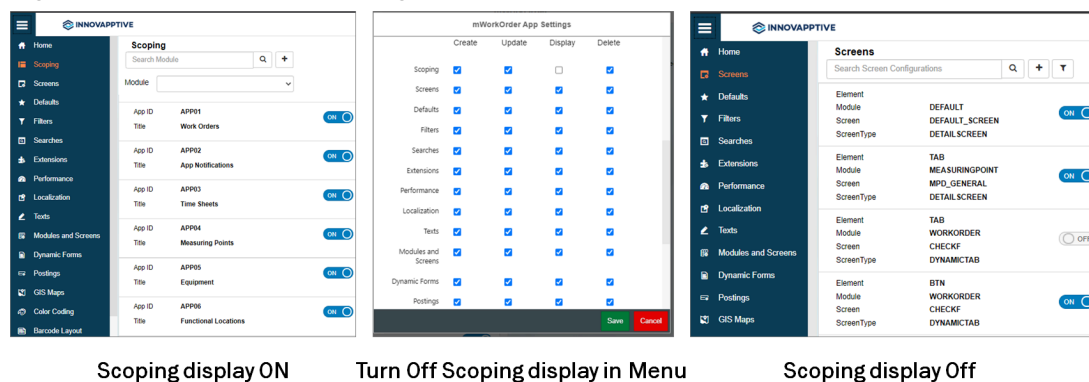 INNOVAPPTIVE
Home
Scoping
Screens
Defaults
Filters
Searches
Extensions
Performance
Localization
Texts
Modules and Screens
Dynamic Forms
Postings
GIS Maps
Color Coding
Barcode Layout
Scoping
Search Module
Module
App ID APP01
Title Work Orders
ON
App ID APP02
Title App Notifications
ON
App ID APP03
Title Time Sheets
ON
App ID APP04
Title Measuring Points
ON
App ID APP05
Title Equipment
ON
App ID APP06
Title Functional Locations
ON
Scoping display ON
mWorkOrder App Settings
Create Update Display Delete
Scoping
Screens
Defaults
Filters
Searches
Extensions
Performance
Localization
Texts
Modules and
Screens
Dynamic Forms
Postings
Save Cancel
Turn Off Scoping display in Menu
INNOVAPPTIVE
Home
Screens
Defaults
Filters
Searches
Extensions
Performance
Localization
Texts
Modules and Screens
Dynamic Forms
Postings
GIS Maps
Screens
Search Screen Configurations
Element
Module DEFAULT
Screen DEFAULT_SCREEN
ScreenType DETAILSCREEN
ON
Element TAB
Module MEASURINGPOINT
Screen MPD_GENERAL
ScreenType DETAILSCREEN
ON
Element TAB
Module WORKORDER
Screen CHECKF
ScreenType DYNAMICTAB
OFF
Element BTN
Module WORKORDER
Screen CHECKF
ScreenType DYNAMICTAB
ON
Scoping display Off